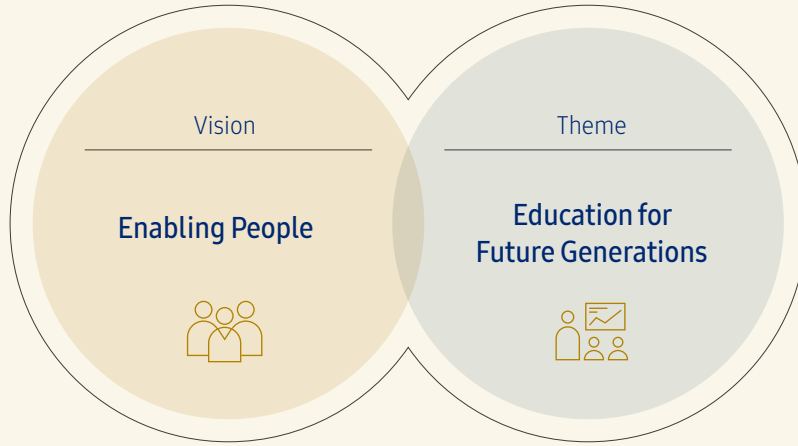 Vision
Enabling People
Theme
Education for
Future Generations